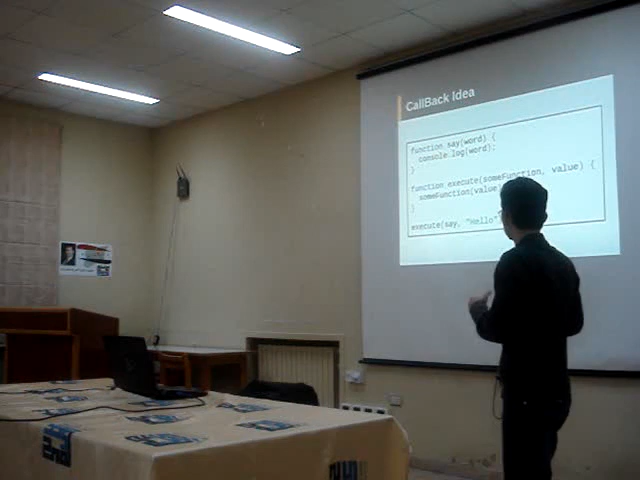 CallBack Idea
function say(word) {
console.log(word);
}
function execute(someFunction, value) {
someFunction(value)
}
execute(say, "Hello"